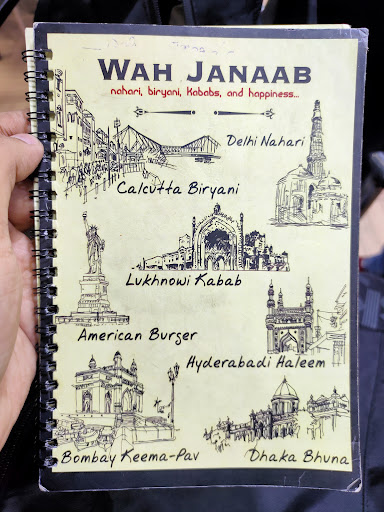 WAH JANAAB
nahari, biryani, Kababs, and happiness...
Delhi Nahari
Calcutta Biryani
Lukhnowi Kabab
American Burger
Hyderabadi Haleem
Bombay Keema-Pav
Dhaka Bhuna